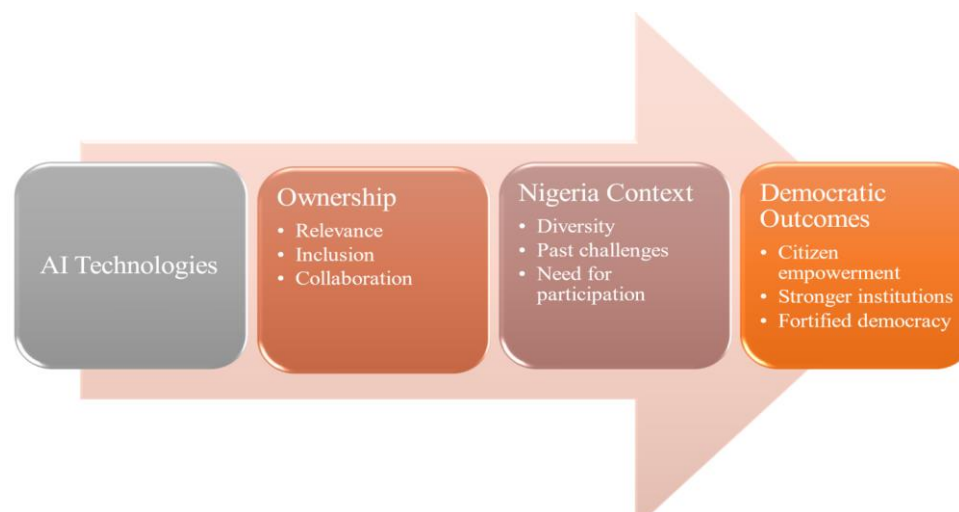 AI Technologies
Ownership
• Relevance
• Inclusion
• Collaboration
Nigeria Context
• Diversity
• Past challenges
• Need for
participation
Democratic
Outcomes
• Citizen
empowerment
• Stronger institutions
• Fortified democracy